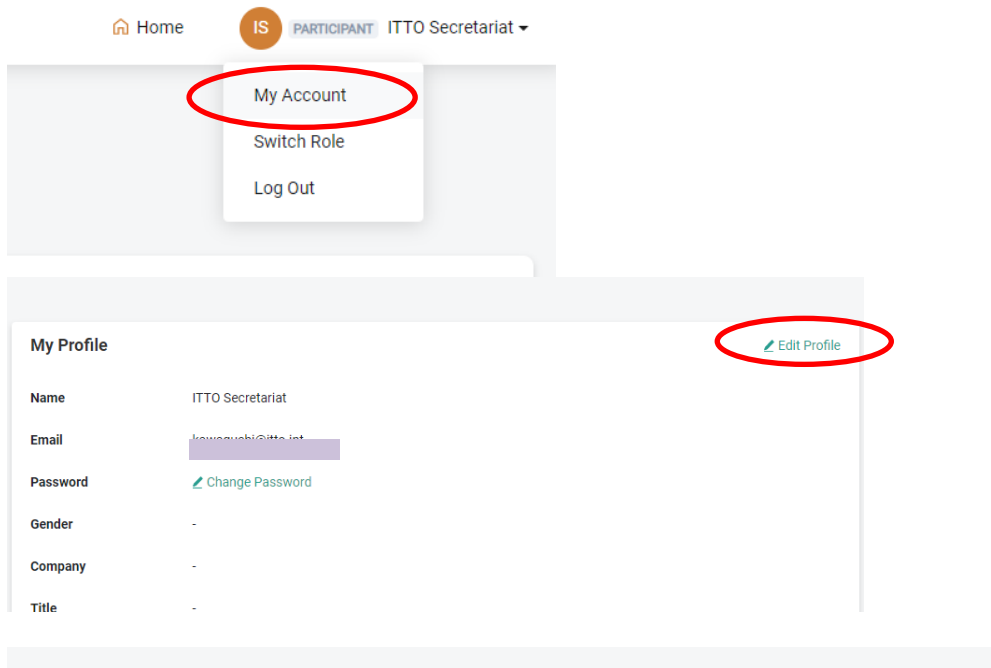 Home IS PARTICIPANT ITTO Secretariat
My Account
Switch Role
Log Out
My Profile Edit Profile
Name ITTO Secretariat
Email
Password Change Password
Gender -
Company -
Title -